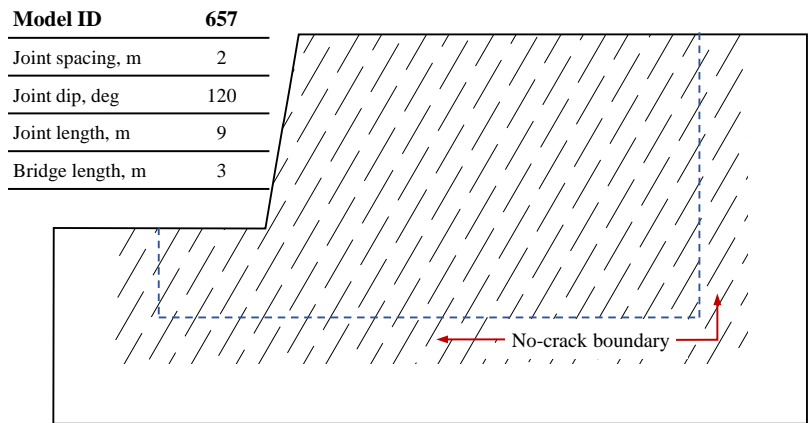 Model ID 657
Joint spacing, m 2
Joint dip, deg 120
Joint length, m 9
Bridge length, m 3
No-crack boundary